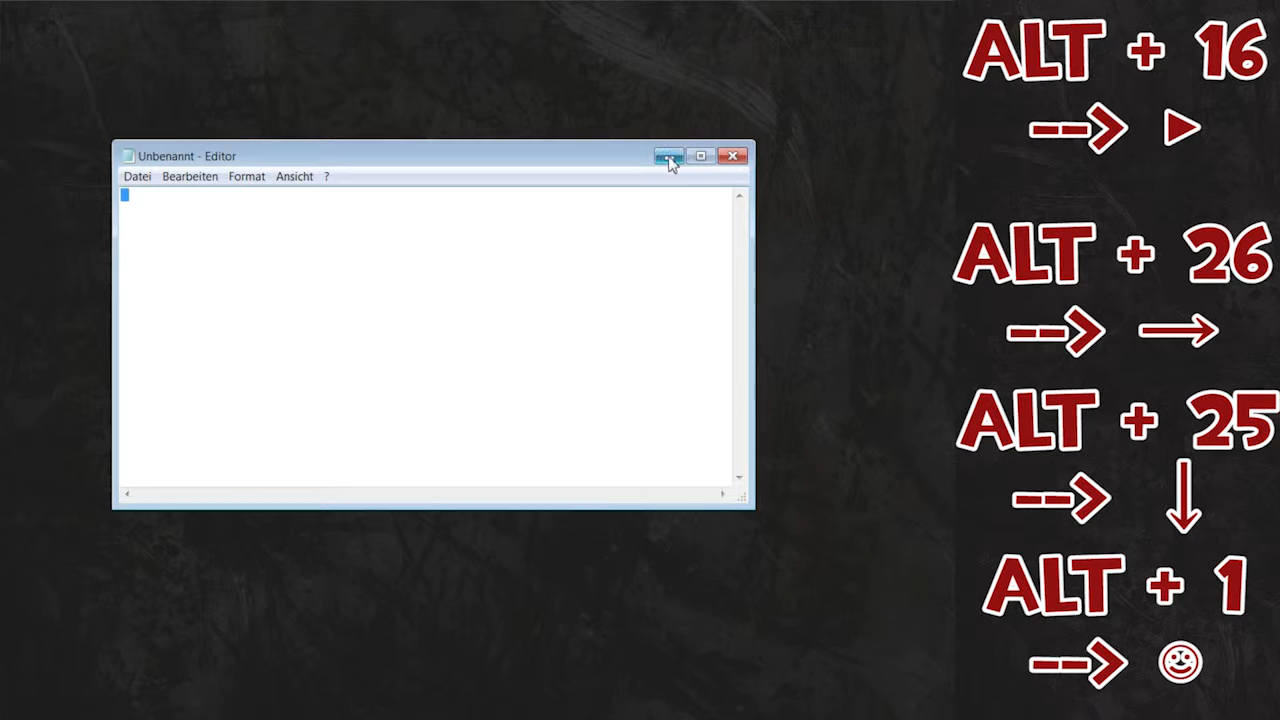 Unbenannt - Editor
Datei Bearbeiten Format Ansicht ?
ALT + 16
--> ►
ALT + 26
--> →
ALT + 25
--> ↓
ALT + 1
--> ☺